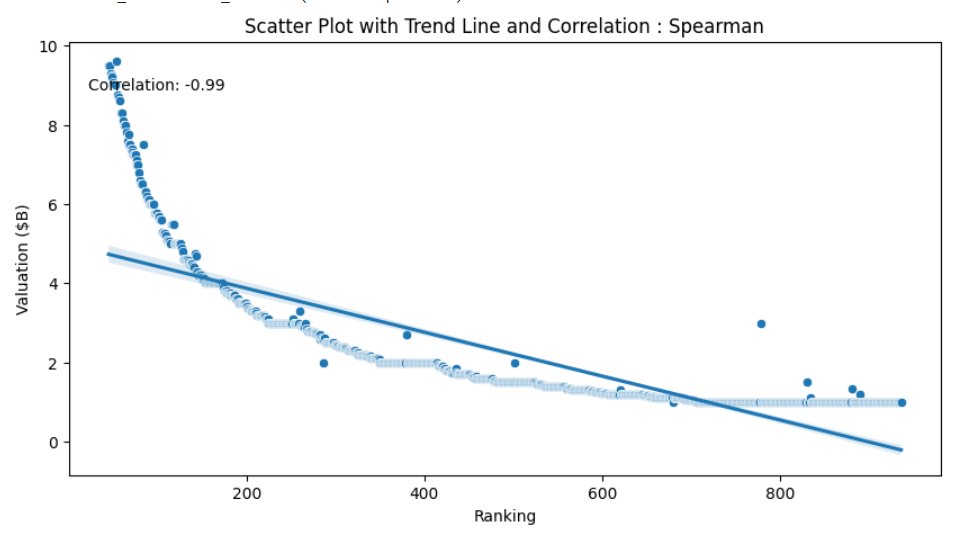 Scatter Plot with Trend Line and Correlation : Spearman
Correlation: -0.99
Valuation ($B)
10
8
6
4
2
0
200 400 600 800
Ranking